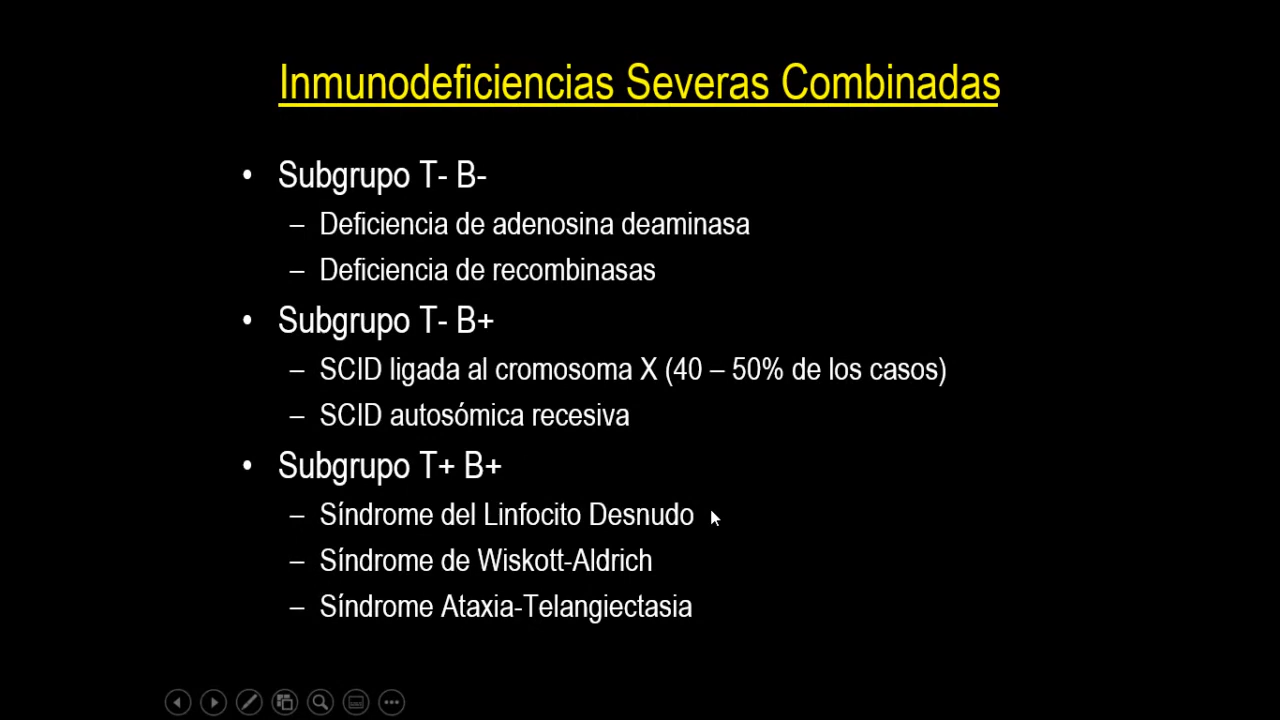 Inmunodeficiencias Severas Combinadas
• Subgrupo T- B-
– Deficiencia de adenosina deaminasa
– Deficiencia de recombinasas
• Subgrupo T- B+
– SCID ligada al cromosoma X (40 – 50% de los casos)
– SCID autosómica recesiva
• Subgrupo T+ B+
– Síndrome del Linfocito Desnudo
– Síndrome de Wiskott-Aldrich
– Síndrome Ataxia-Telangiectasia